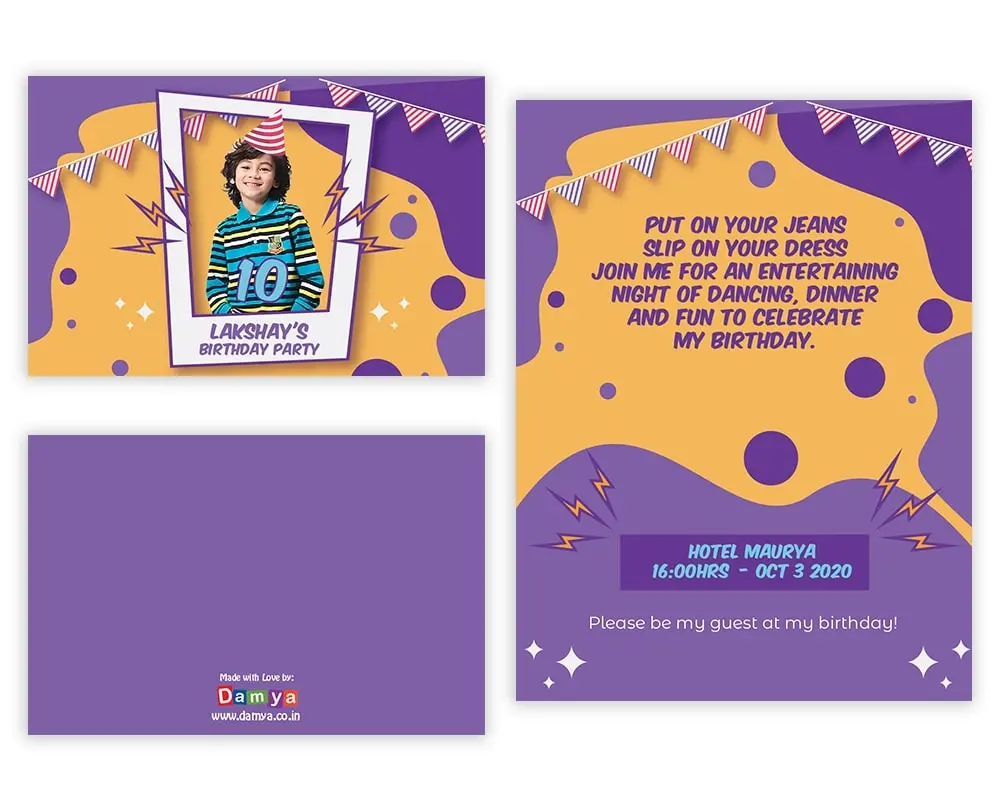 10
LAKSHAY'S
BIRTHDAY PARTY
Made with Love by:
Damya
www.damya.co.in
PUT ON YOUR JEANS
SLIP ON YOUR DRESS
JOIN ME FOR AN ENTERTAINING
NIGHT OF DANCING, DINNER
AND FUN TO CELEBRATE
MY BIRTHDAY.
HOTEL MAURYA
16:00HRS - OCT 3 2020
Please be my guest at my birthday!